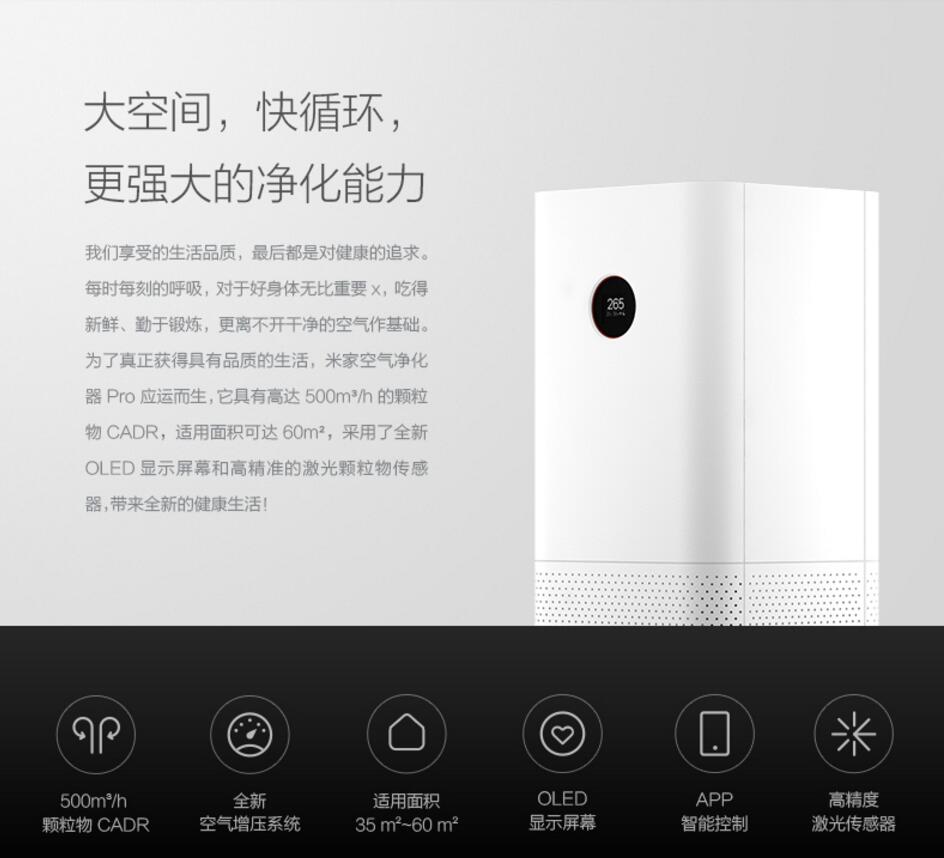 大空间，快循环，
更强大的净化能力
我们享受的生活品质，最后都是对健康的追求。
每时每刻的呼吸，对于好身体无比重要 x，吃得
新鲜、勤于锻炼，更离不开干净的空气作基础。
为了真正获得具有品质的生活，米家空气净化
器 Pro 应运而生，它具有高达 500m³/h 的颗粒
物 CADR，适用面积可达 60m²，采用了全新
OLED 显示屏幕和高精准的激光颗粒物传感
器，带来全新的健康生活！
265
500m³/h
颗粒物 CADR
全新
空气增压系统
适用面积
35 m²~60 m²
OLED
显示屏幕
APP
智能控制
高精度
激光传感器